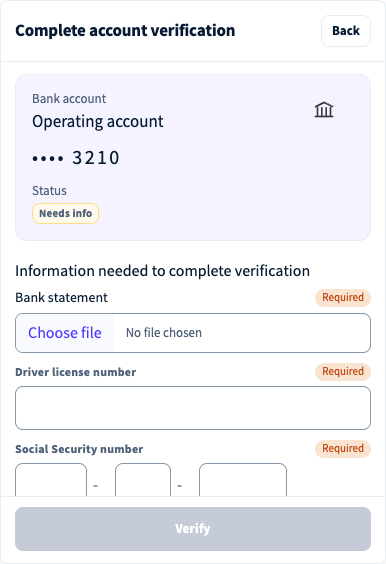 Complete account verification
Back
Bank account
Operating account
•••• 3210
Status
Needs info
Information needed to complete verification
Bank statement Required
Choose file No file chosen
Driver license number Required
Social Security number Required
- -
Verify